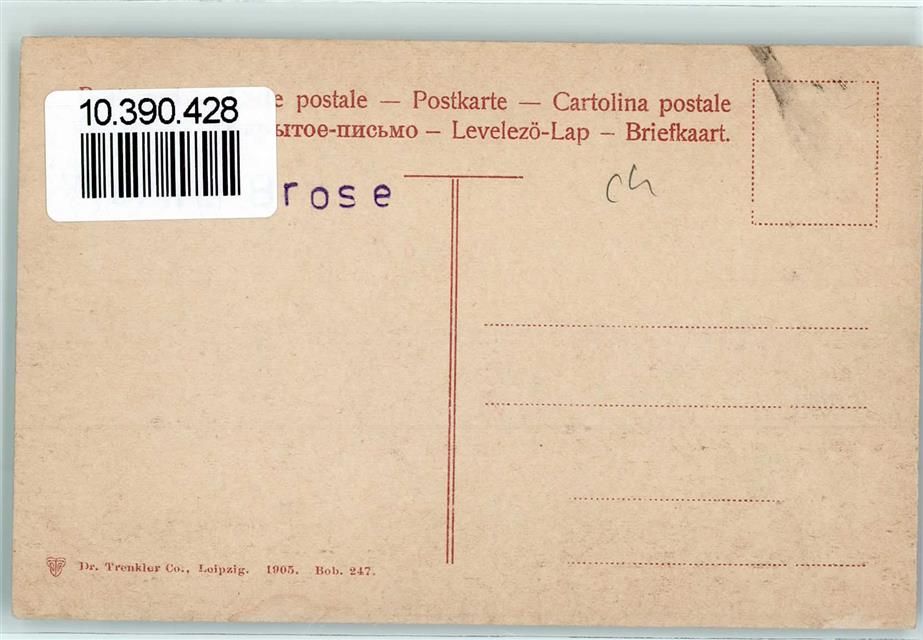 10.390.428
postale — Postkarte — Cartolina postale
ытое-письмо — Levelezö-Lap — Briefkaart.
rose
ch
Dr. Trenkler Co., Leipzig. 1905. Bob. 247.